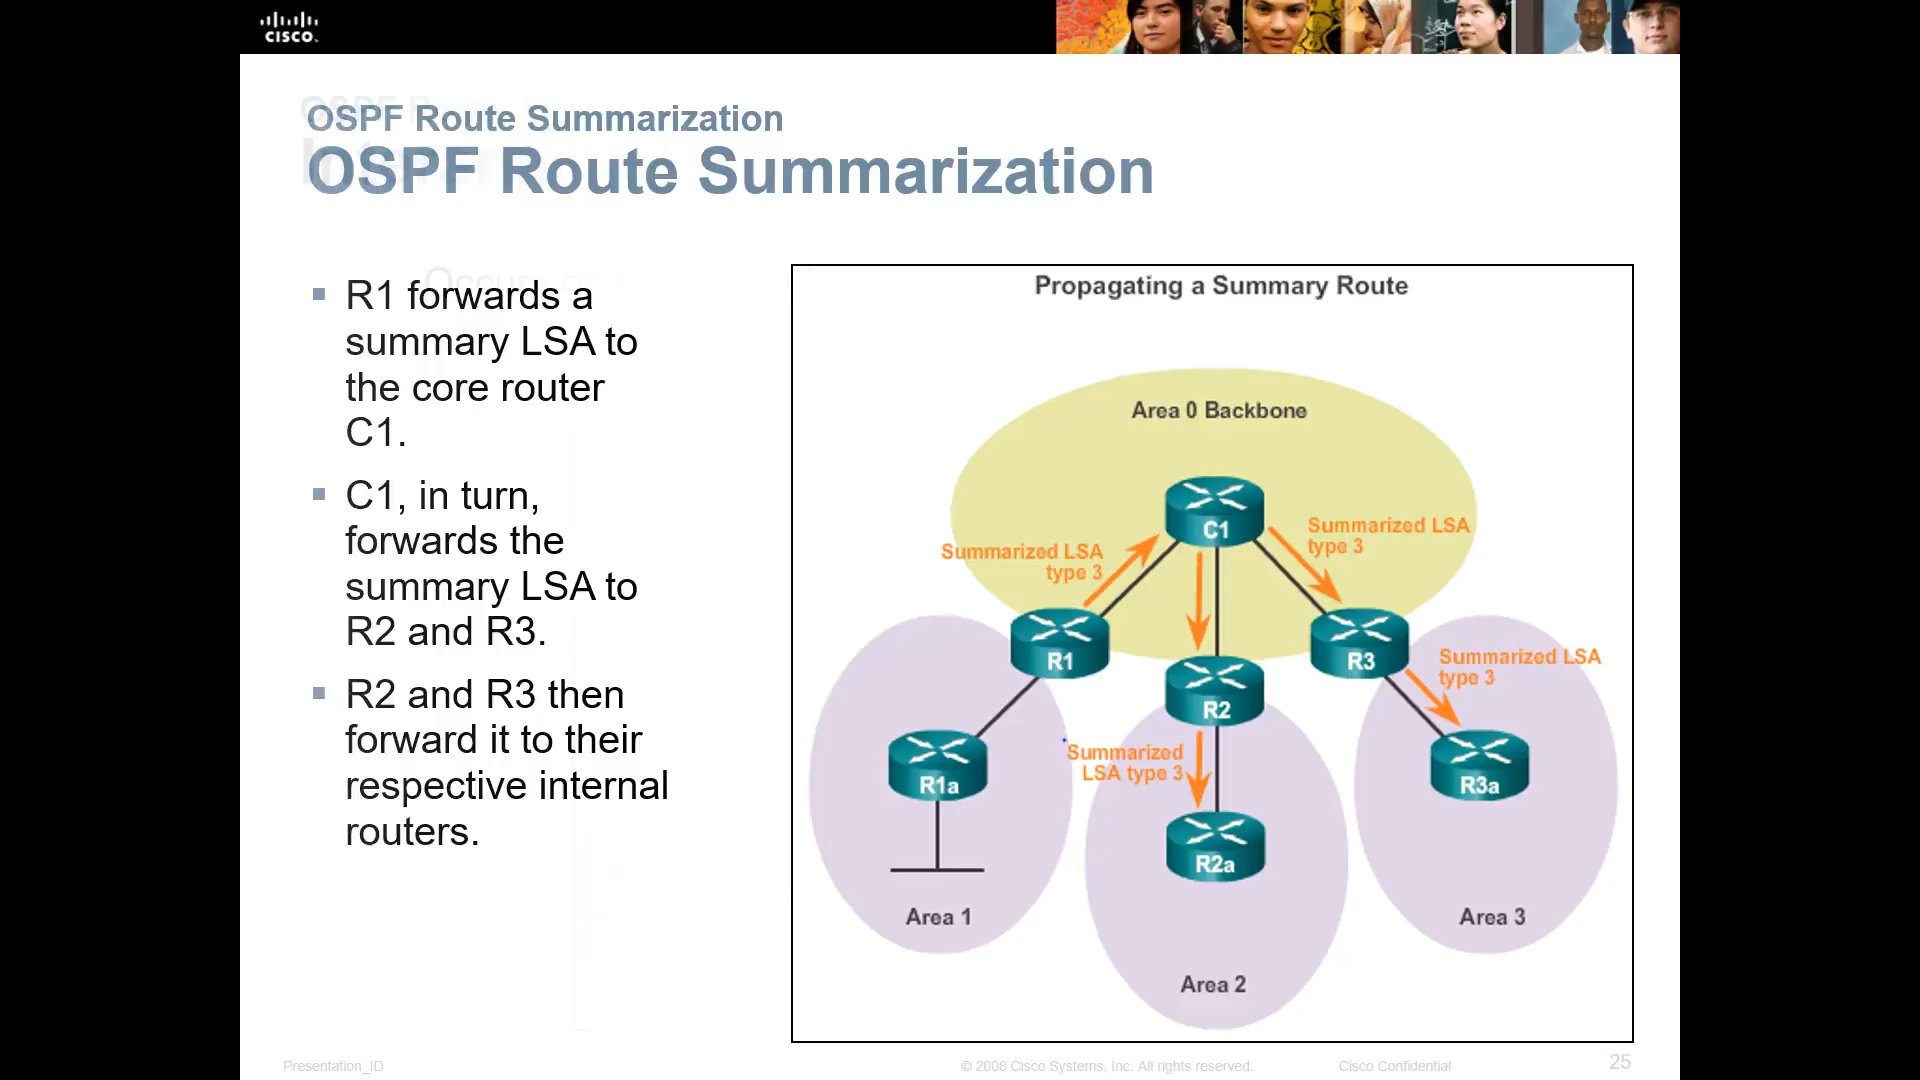 CISCO
OSPF Route Summarization
OSPF Route Summarization
R1 forwards a
summary LSA to
the core router
C1.
C1, in turn,
forwards the
summary LSA to
R2 and R3.
R2 and R3 then
forward it to their
respective internal
routers.
Propagating a Summary Route
Area 0 Backbone
C1
Summarized LSA
type 3
Summarized LSA
type 3
R1
R3
Summarized LSA
type 3
R2
Summarized
LSA type 3
R1a
R3a
R2a
Area 1
Area 3
Area 2
Presentation_ID
© 2008 Cisco Systems, Inc. All rights reserved.
Cisco Confidential
25